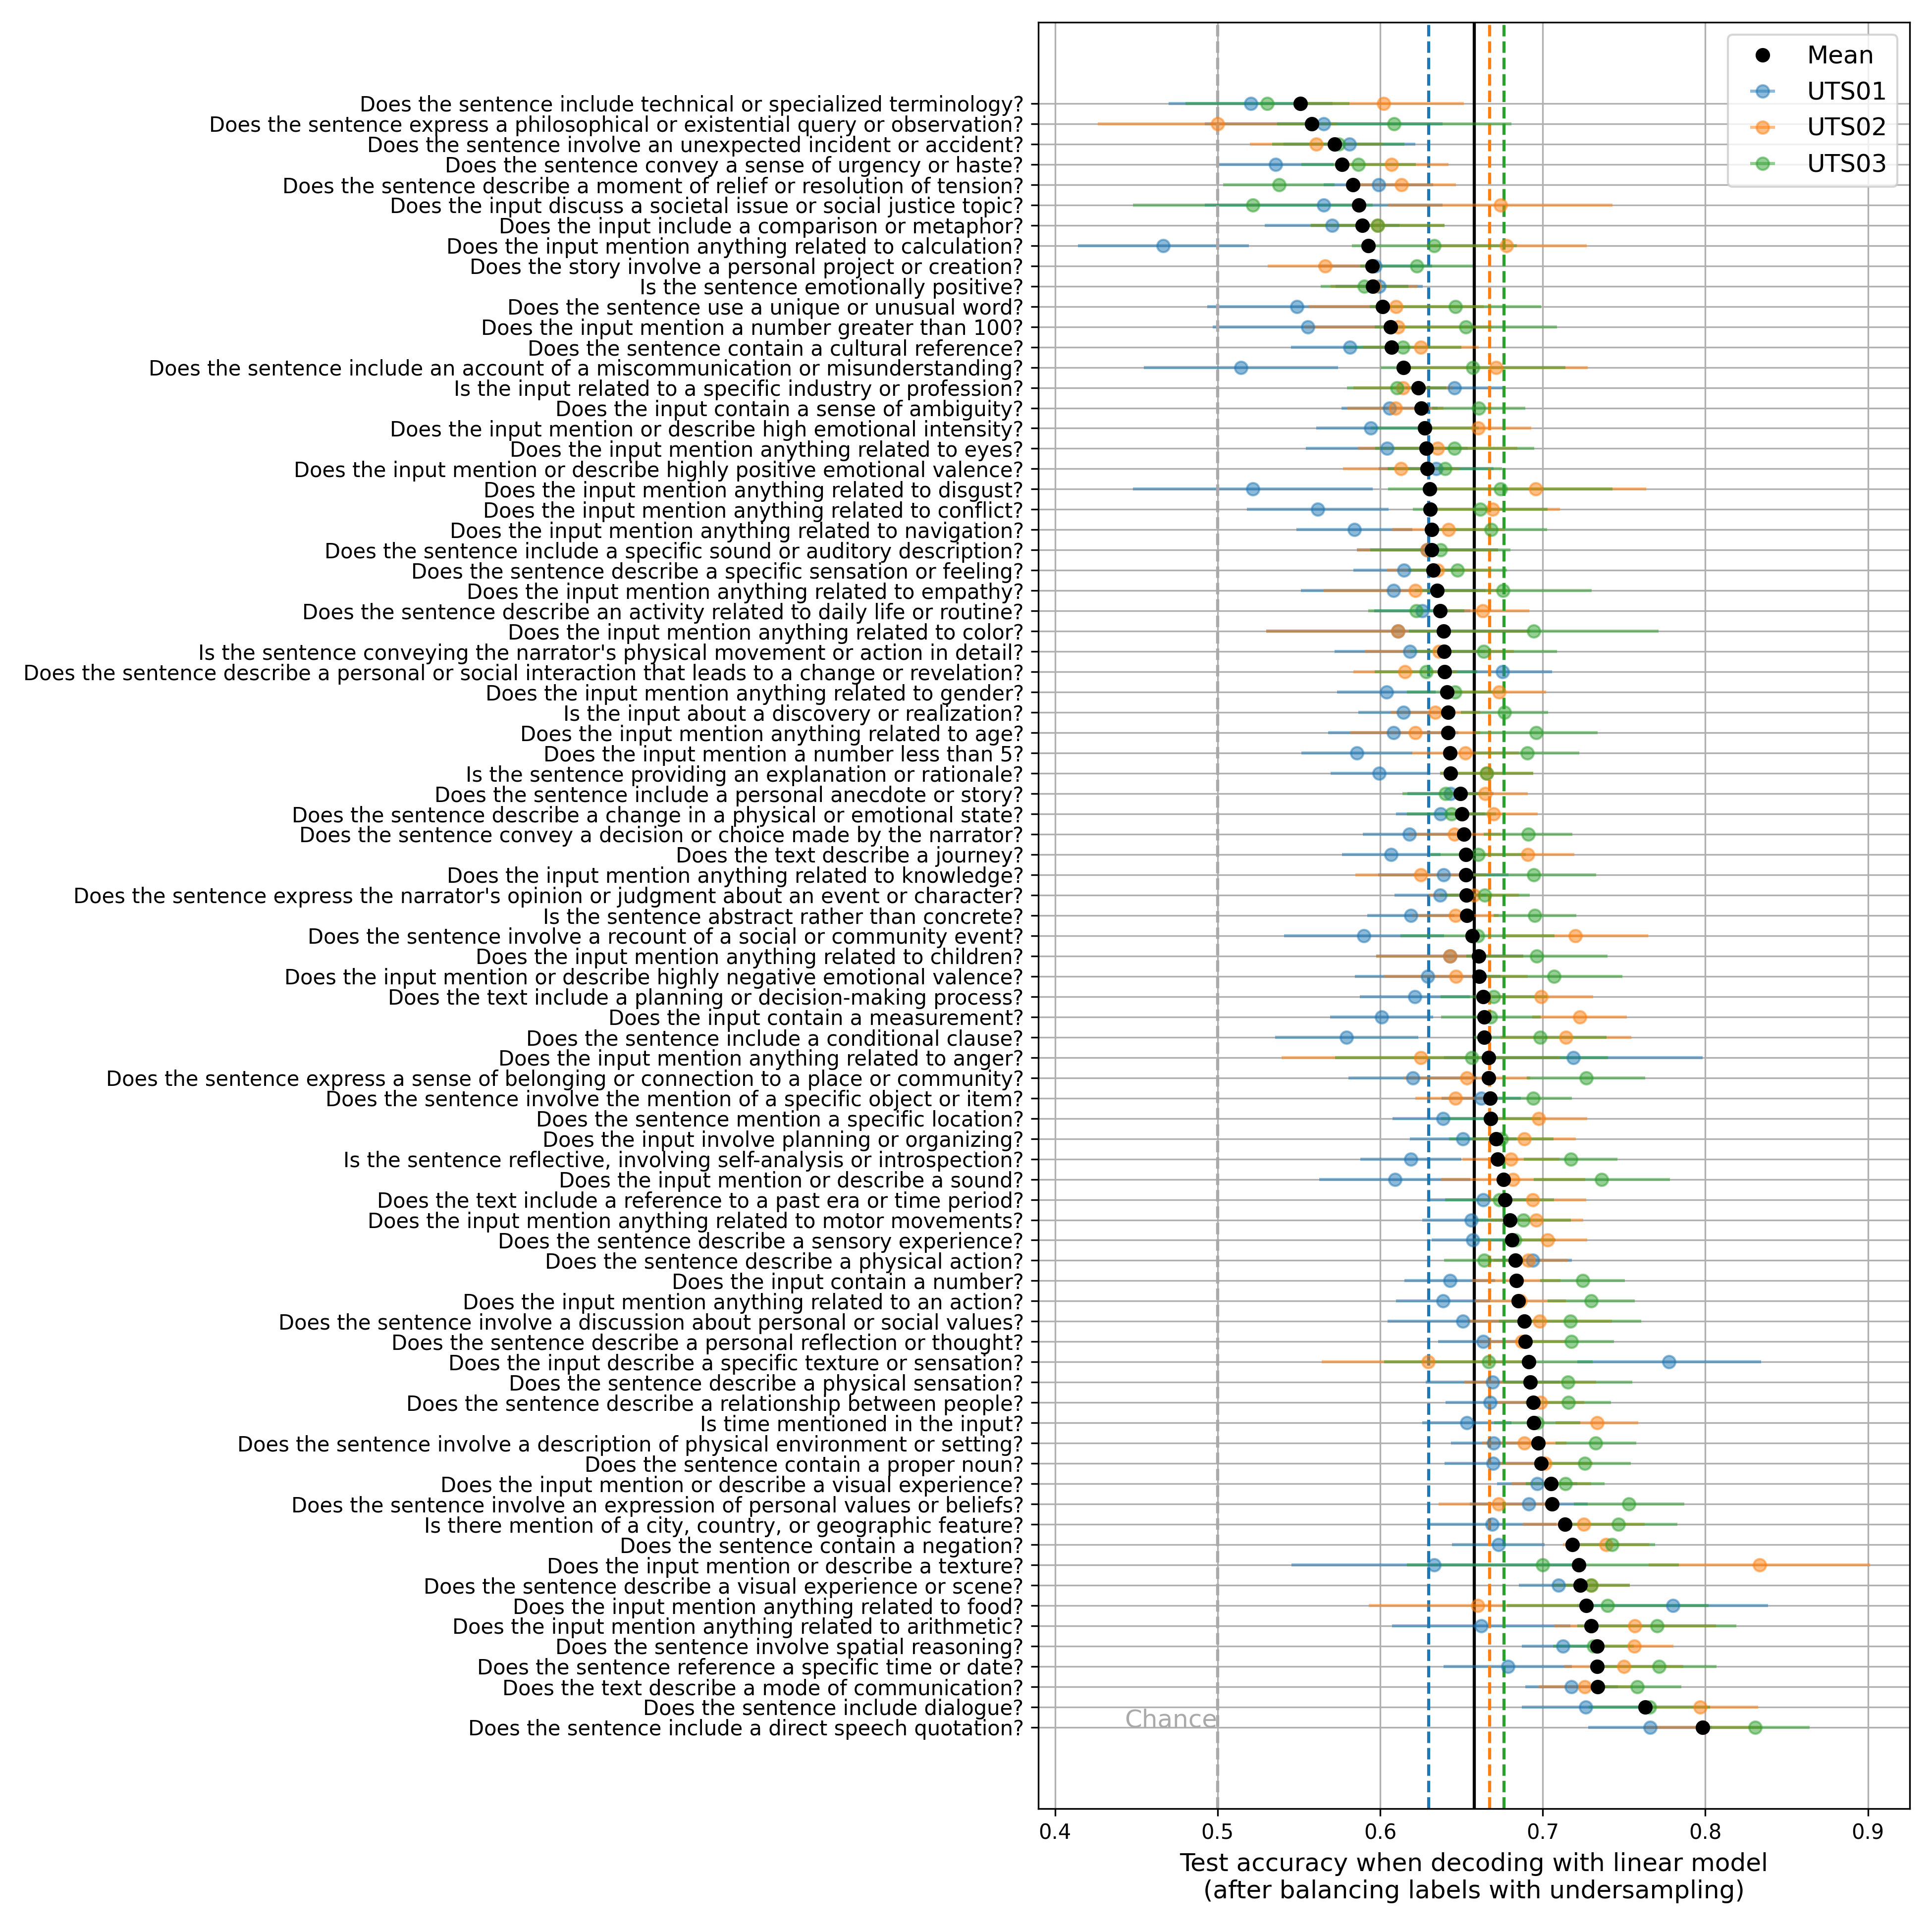 Mean
UTS01
UTS02
UTS03
Does the sentence include technical or specialized terminology?
Does the sentence express a philosophical or existential query or observation?
Does the sentence involve an unexpected incident or accident?
Does the sentence convey a sense of urgency or haste?
Does the sentence describe a moment of relief or resolution of tension?
Does the input discuss a societal issue or social justice topic?
Does the input include a comparison or metaphor?
Does the input mention anything related to calculation?
Does the story involve a personal project or creation?
Is the sentence emotionally positive?
Does the sentence use a unique or unusual word?
Does the input mention a number greater than 100?
Does the sentence contain a cultural reference?
Does the sentence include an account of a miscommunication or misunderstanding?
Is the input related to a specific industry or profession?
Does the input contain a sense of ambiguity?
Does the input mention or describe high emotional intensity?
Does the input mention anything related to eyes?
Does the input mention or describe highly positive emotional valence?
Does the input mention anything related to disgust?
Does the input mention anything related to conflict?
Does the input mention anything related to navigation?
Does the sentence include a specific sound or auditory description?
Does the sentence describe a specific sensation or feeling?
Does the input mention anything related to empathy?
Does the sentence describe an activity related to daily life or routine?
Does the input mention anything related to color?
Is the sentence conveying the narrator's physical movement or action in detail?
Does the sentence describe a personal or social interaction that leads to a change or revelation?
Does the input mention anything related to gender?
Is the input about a discovery or realization?
Does the input mention anything related to age?
Does the input mention a number less than 5?
Is the sentence providing an explanation or rationale?
Does the sentence include a personal anecdote or story?
Does the sentence describe a change in a physical or emotional state?
Does the sentence convey a decision or choice made by the narrator?
Does the text describe a journey?
Does the input mention anything related to knowledge?
Does the sentence express the narrator's opinion or judgment about an event or character?
Is the sentence abstract rather than concrete?
Does the sentence involve a recount of a social or community event?
Does the input mention anything related to children?
Does the input mention or describe highly negative emotional valence?
Does the text include a planning or decision-making process?
Does the input contain a measurement?
Does the sentence include a conditional clause?
Does the input mention anything related to anger?
Does the sentence express a sense of belonging or connection to a place or community?
Does the sentence involve the mention of a specific object or item?
Does the sentence mention a specific location?
Does the input involve planning or organizing?
Is the sentence reflective, involving self-analysis or introspection?
Does the input mention or describe a sound?
Does the text include a reference to a past era or time period?
Does the input mention anything related to motor movements?
Does the sentence describe a sensory experience?
Does the sentence describe a physical action?
Does the input contain a number?
Does the input mention anything related to an action?
Does the sentence involve a discussion about personal or social values?
Does the sentence describe a personal reflection or thought?
Does the input describe a specific texture or sensation?
Does the sentence describe a physical sensation?
Does the sentence describe a relationship between people?
Is time mentioned in the input?
Does the sentence involve a description of physical environment or setting?
Does the sentence contain a proper noun?
Does the input mention or describe a visual experience?
Does the sentence involve an expression of personal values or beliefs?
Is there mention of a city, country, or geographic feature?
Does the sentence contain a negation?
Does the input mention or describe a texture?
Does the sentence describe a visual experience or scene?
Does the input mention anything related to food?
Does the input mention anything related to arithmetic?
Does the sentence involve spatial reasoning?
Does the sentence reference a specific time or date?
Does the text describe a mode of communication?
Does the sentence include dialogue?
Does the sentence include a direct speech quotation?
Chance
0.4 0.5 0.6 0.7 0.8 0.9
Test accuracy when decoding with linear model
(after balancing labels with undersampling)